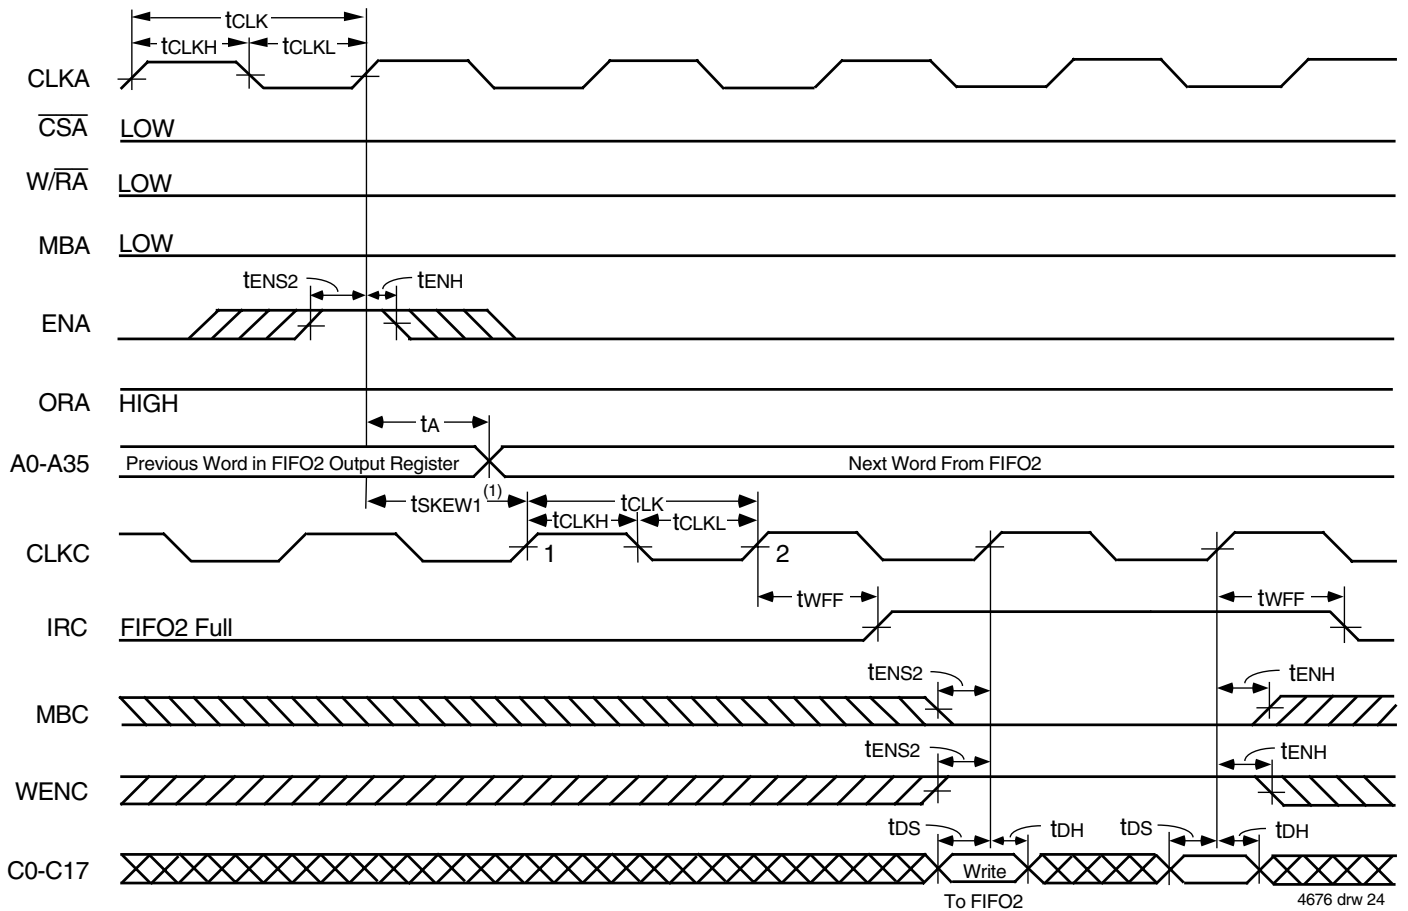 tCLK
tCLKH tCLKL
CLKA
CSA LOW
W/RA LOW
MBA LOW
tENS2 tENH
ENA
ORA HIGH
tA
A0-A35 Previous Word in FIFO2 Output Register Next Word From FIFO2
tSKEW1(1) tCLK
tCLKH tCLKL
CLKC 1 2
tWFF tWFF
IRC FIFO2 Full
tENS2 tENH
MBC
tENS2 tENH
WENC
tDS tDH tDS tDH
C0-C17 Write
To FIFO2 4676 drw 24